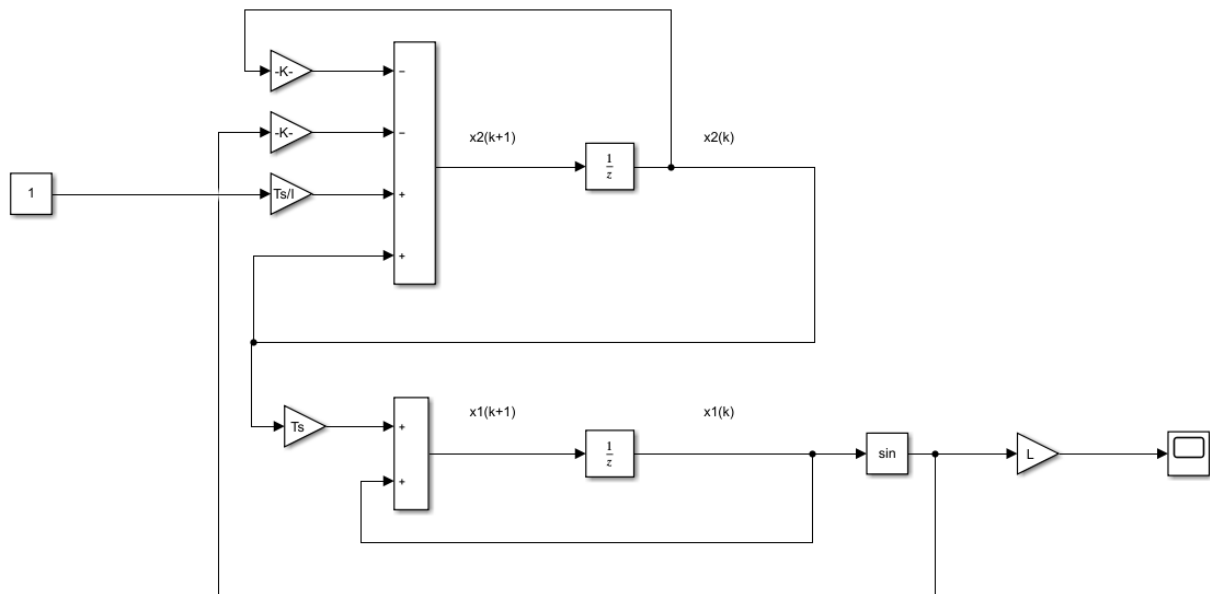 -K-
−
-K-
−
x2(k+1)
1
z
x2(k)
1
Ts/I
+
+
Ts
+
x1(k+1)
1
z
x1(k)
sin
L
+